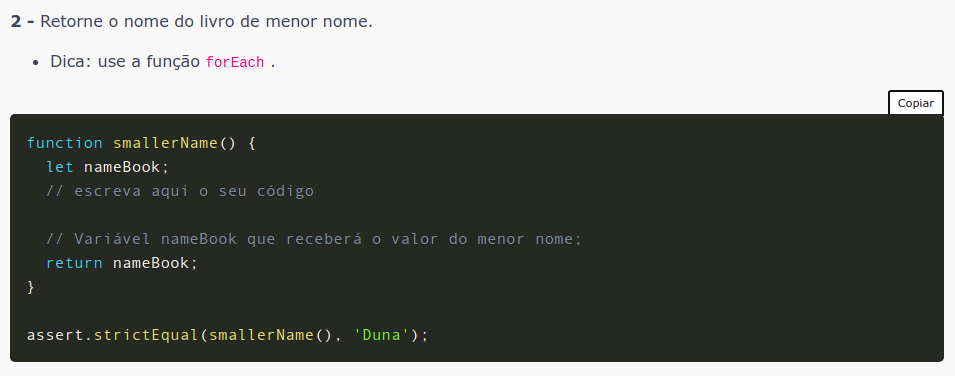 2 – Retorne o nome do livro de menor nome.
• Dica: use a função forEach .
Copiar
function smallerName() {
  let nameBook;
  // escreva aqui o seu código
  // Variável nameBook que receberá o valor do menor nome;
  return nameBook;
}
assert.strictEqual(smallerName(), 'Duna');